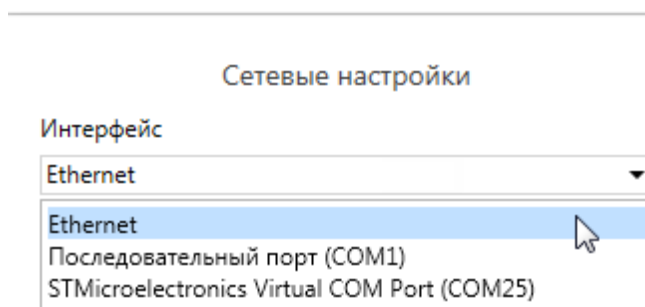 Сетевые настройки
Интерфейс
Ethernet
Ethernet
Последовательный порт (COM1)
STMicroelectronics Virtual COM Port (COM25)